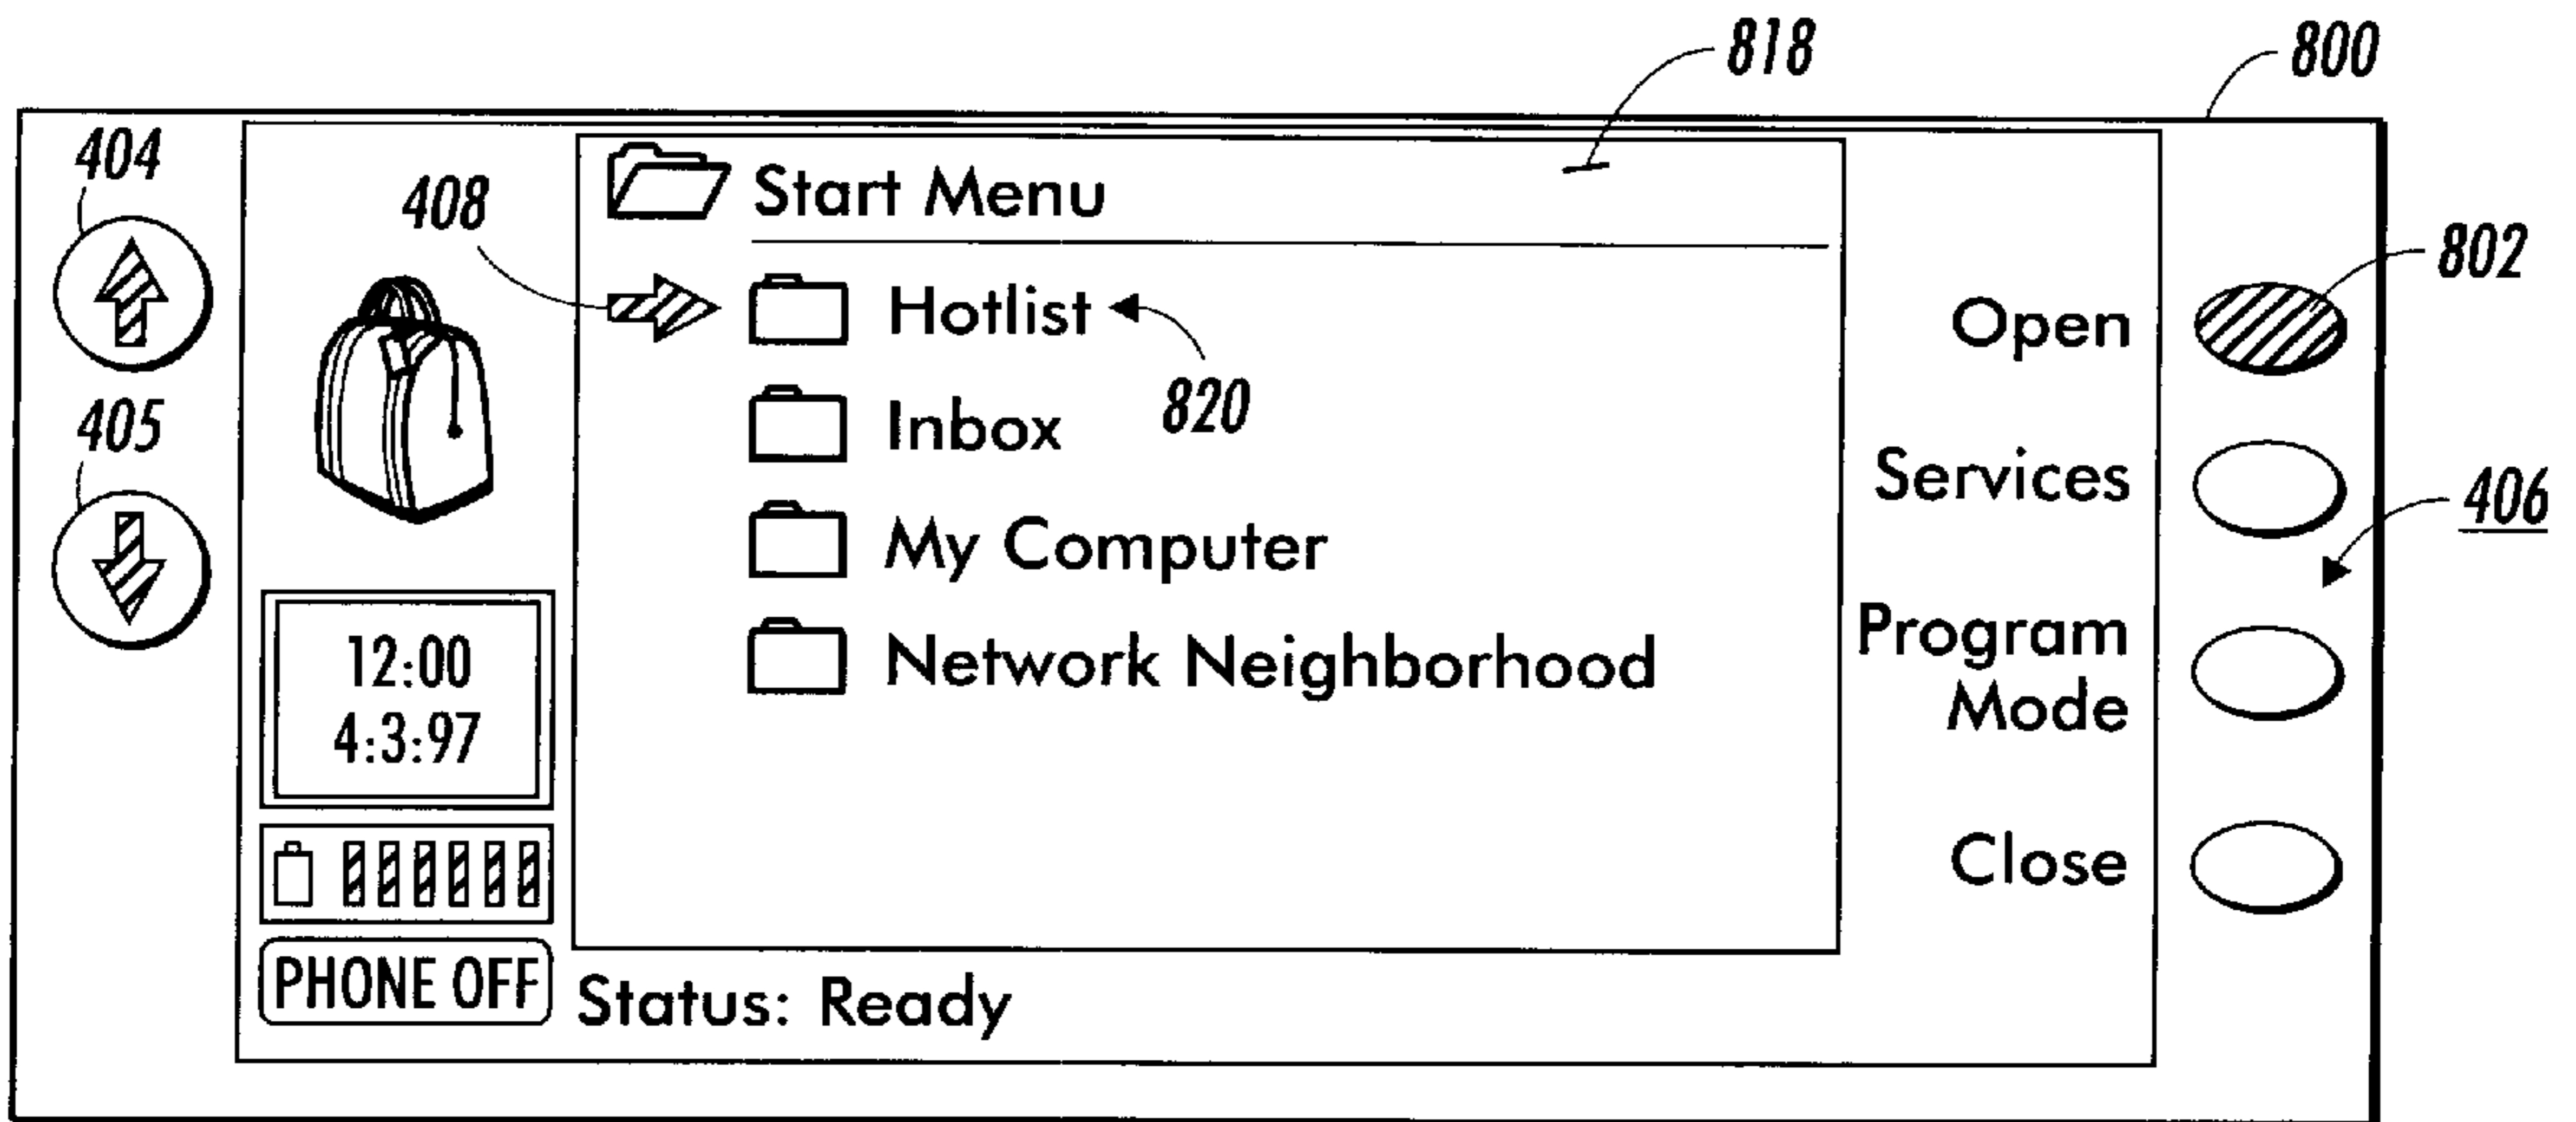 818
800
404
408
Start Menu
802
Hotlist
Open
820
405
Inbox
Services
406
My Computer
12:00
4:3:97
Network Neighborhood
Program
Mode
Close
PHONE OFF
Status: Ready